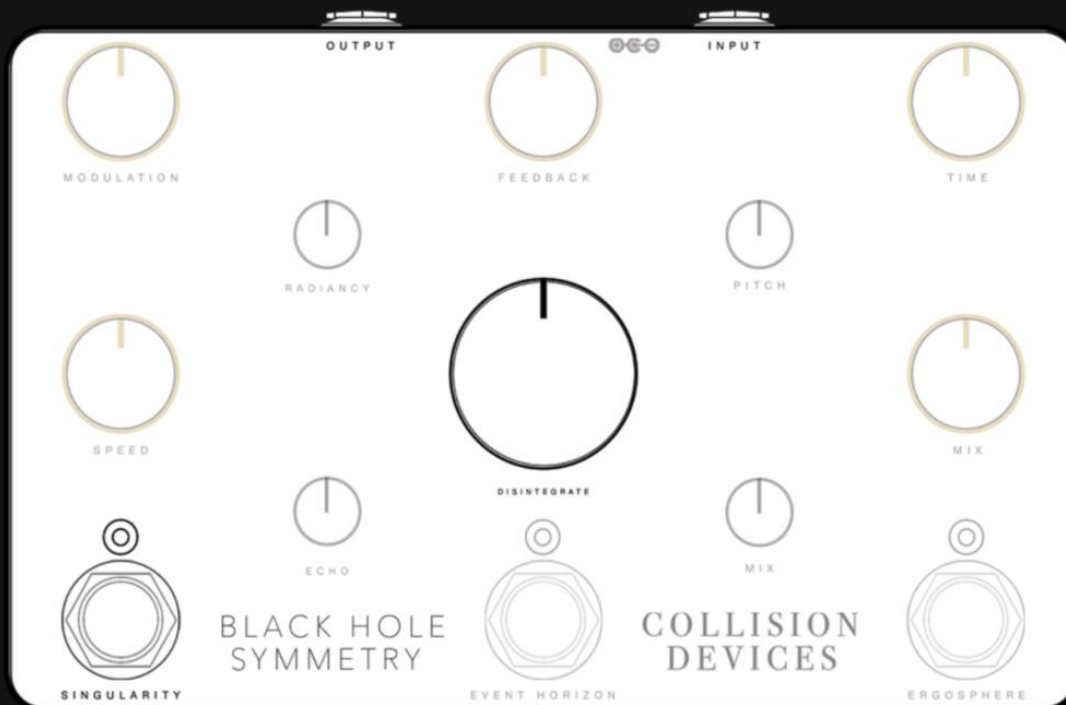 OUTPUT
INPUT
MODULATION
FEEDBACK
TIME
RADIANCY
PITCH
SPEED
MIX
DISINTEGRATE
ECHO
MIX
BLACK HOLE
SYMMETRY
COLLISION
DEVICES
SINGULARITY
EVENT HORIZON
ERGOSPHERE